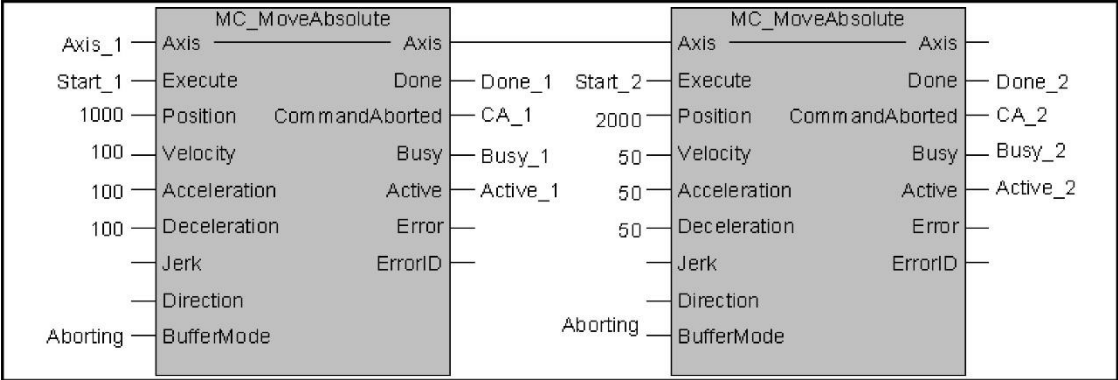 MC_MoveAbsolute MC_MoveAbsolute
Axis_1 Axis Axis Axis Axis
Start_1 Execute Done Done_1 Start_2 Execute Done Done_2
1000 Position CommandAborted CA_1 2000 Position CommandAborted CA_2
100 Velocity Busy Busy_1 50 Velocity Busy Busy_2
100 Acceleration Active Active_1 50 Acceleration Active Active_2
100 Deceleration Error 50 Deceleration Error
Jerk ErrorID Jerk ErrorID
Direction Direction
Aborting BufferMode Aborting BufferMode